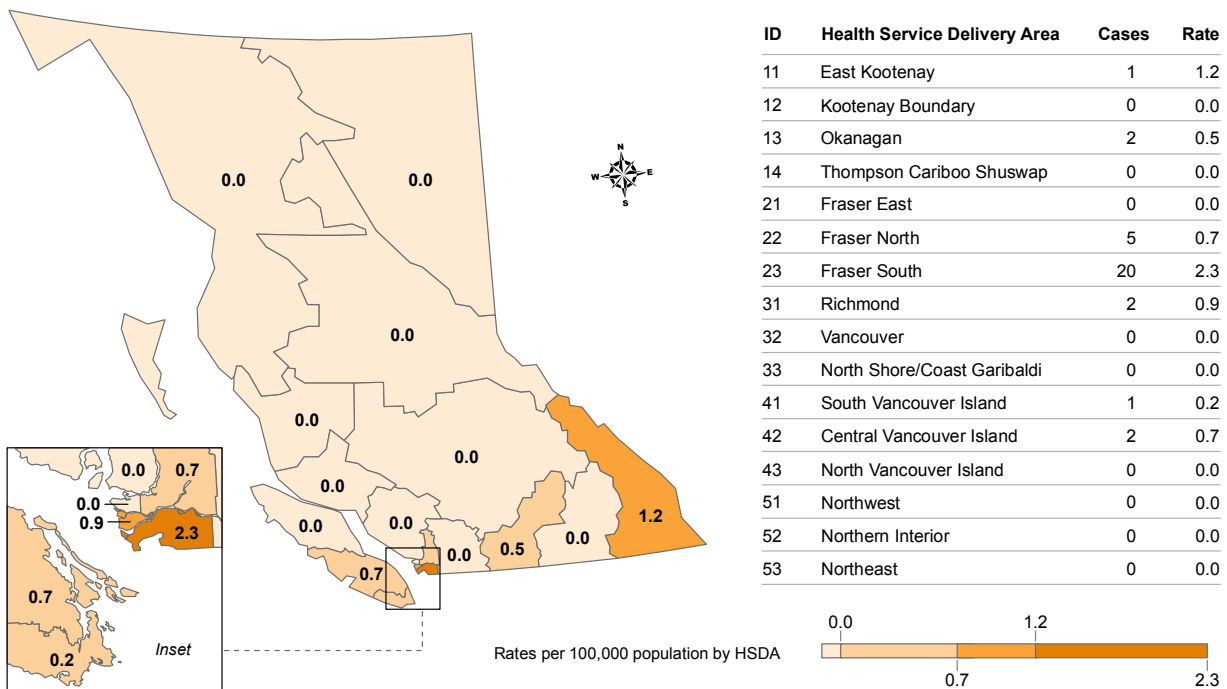 N
W E
S
0.0
0.0
0.0
0.0
0.0
0.0
0.0
0.0
0.0
0.5
0.0
1.2
0.7
0.0
0.7
0.0
0.9
2.3
0.7
0.2
Inset
ID Health Service Delivery Area Cases Rate
11 East Kootenay 1 1.2
12 Kootenay Boundary 0 0.0
13 Okanagan 2 0.5
14 Thompson Cariboo Shuswap 0 0.0
21 Fraser East 0 0.0
22 Fraser North 5 0.7
23 Fraser South 20 2.3
31 Richmond 2 0.9
32 Vancouver 0 0.0
33 North Shore/Coast Garibaldi 0 0.0
41 South Vancouver Island 1 0.2
42 Central Vancouver Island 2 0.7
43 North Vancouver Island 0 0.0
51 Northwest 0 0.0
52 Northern Interior 0 0.0
53 Northeast 0 0.0
Rates per 100,000 population by HSDA
0.0 1.2
0.7 2.3